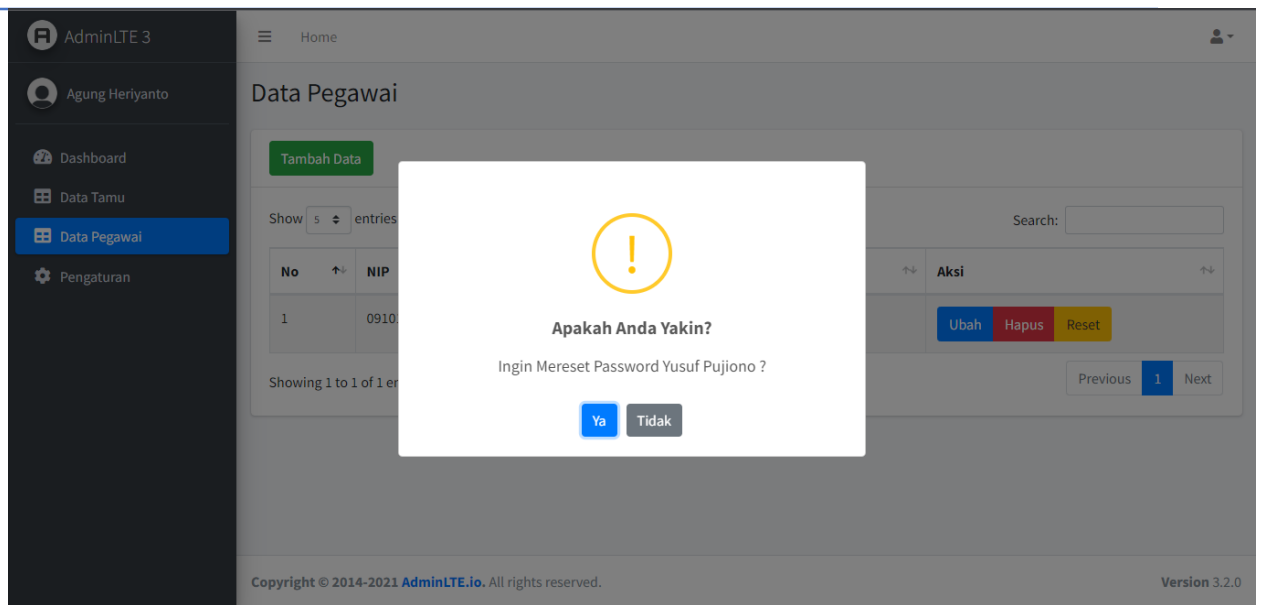 AdminLTE 3
Home
Agung Heriyanto
Data Pegawai
Dashboard
Data Tamu
Data Pegawai
Pengaturan
Tambah Data
Show 5 entries
Search:
No NIP Aksi
1 0910 Ubah Hapus Reset
Showing 1 to 1 of 1 er
Previous 1 Next
!
Apakah Anda Yakin?
Ingin Mereset Password Yusuf Pujiono ?
Ya Tidak
Copyright © 2014-2021 AdminLTE.io. All rights reserved.
Version 3.2.0